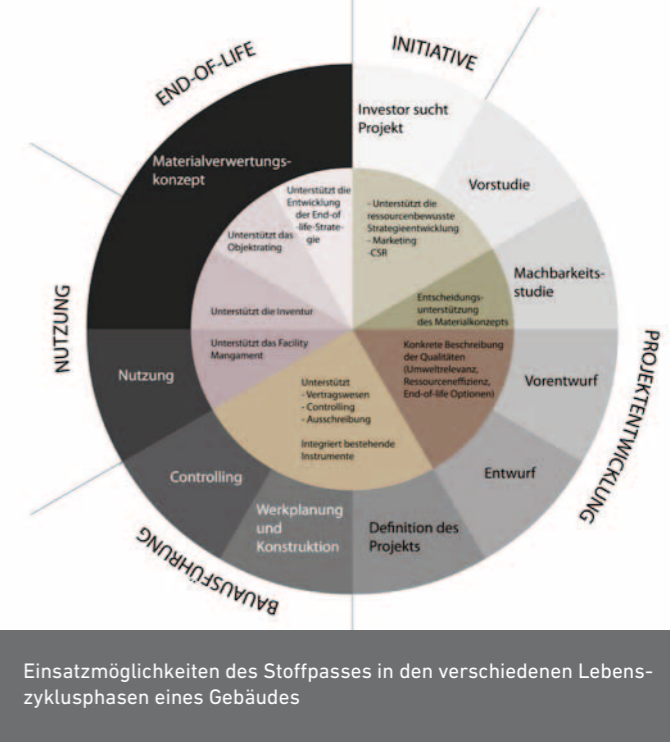 END-OF-LIFE
INITIATIVE
Investor sucht
Projekt
Vorstudie
Machbarkeits-
studie
PROJEKTENTWICKLUNG
Vorentwurf
Entwurf
Definition des
Projekts
Werkplanung
und
Konstruktion
BAUAUSFÜHRUNG
Controlling
Nutzung
NUTZUNG
Materialverwertungs-
konzept
- Unterstützt die
ressourcenbewusste
Strategieentwicklung
- Marketing
-CSR
Entscheidungs-
unterstützung
des Materialkonzepts
Konkrete Beschreibung
der Qualitäten
(Umweltrelevanz,
Ressourceneffizienz,
End-of-life Optionen)
Unterstützt
- Vertragswesen
- Controlling
- Ausschreibung
Integriert bestehende
Instrumente
Unterstützt das Facility
Mangament
Unterstützt die Inventur
Unterstützt das
Objektrating
Unterstützt die
Entwicklung
der End-of
-life-Strate-
gie
Einsatzmöglichkeiten des Stoffpasses in den verschiedenen Lebens-
zyklusphasen eines Gebäudes